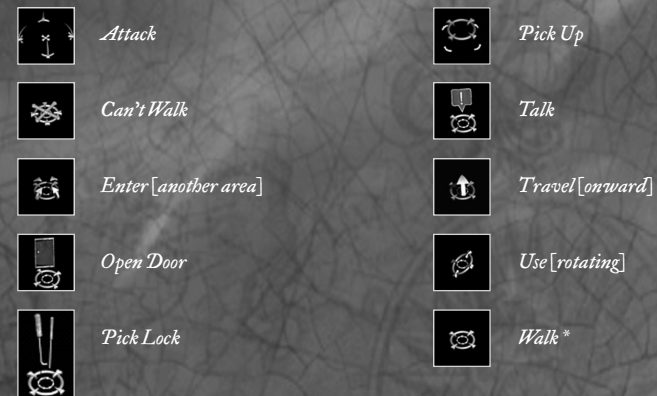 Attack
Can't Walk
Enter [another area]
Open Door
Pick Lock
Pick Up
!
Talk
Travel [onward]
Use [rotating]
Walk *